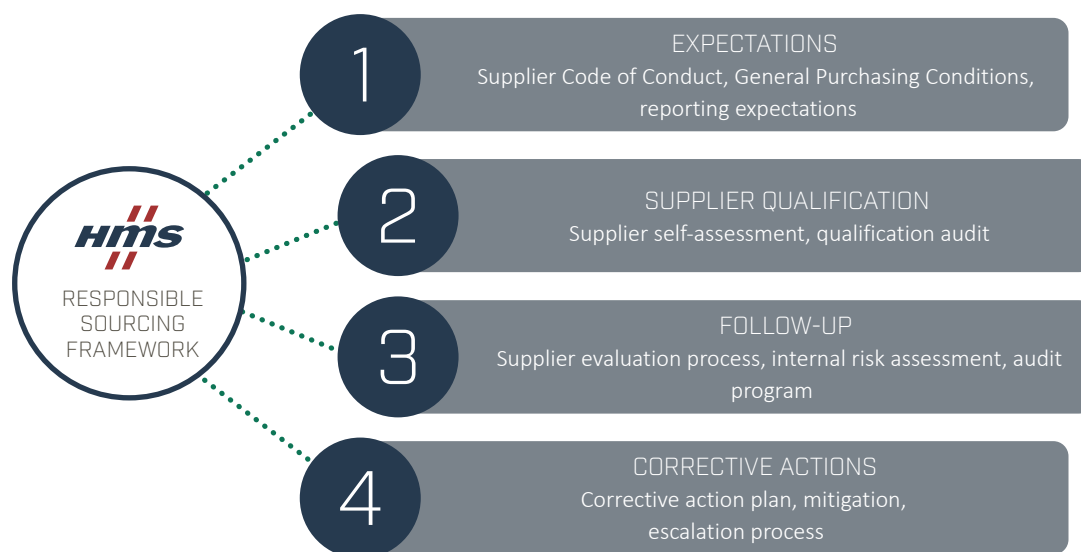 HMS
RESPONSIBLE
SOURCING
FRAMEWORK
1
EXPECTATIONS
Supplier Code of Conduct, General Purchasing Conditions,
reporting expectations
2
SUPPLIER QUALIFICATION
Supplier self-assessment, qualification audit
3
FOLLOW-UP
Supplier evaluation process, internal risk assessment, audit
program
4
CORRECTIVE ACTIONS
Corrective action plan, mitigation,
escalation process